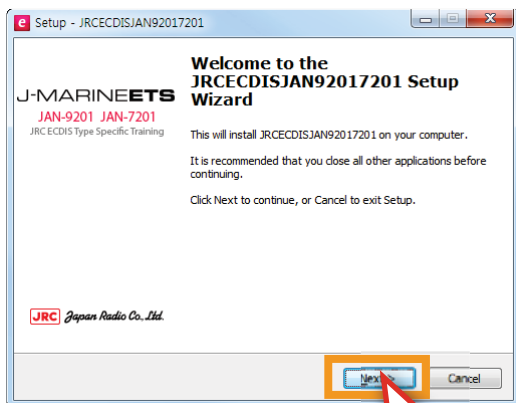 e Setup - JRCECDISJAN92017201
Welcome to the
JRCECDISJAN92017201 Setup
Wizard
J-MARINEETS
JAN-9201 JAN-7201
JRC ECDIS Type Specific Training
This will install JRCECDISJAN92017201 on your computer.
It is recommended that you close all other applications before
continuing.
Click Next to continue, or Cancel to exit Setup.
JRC Japan Radio Co., Ltd.
Next >
Cancel